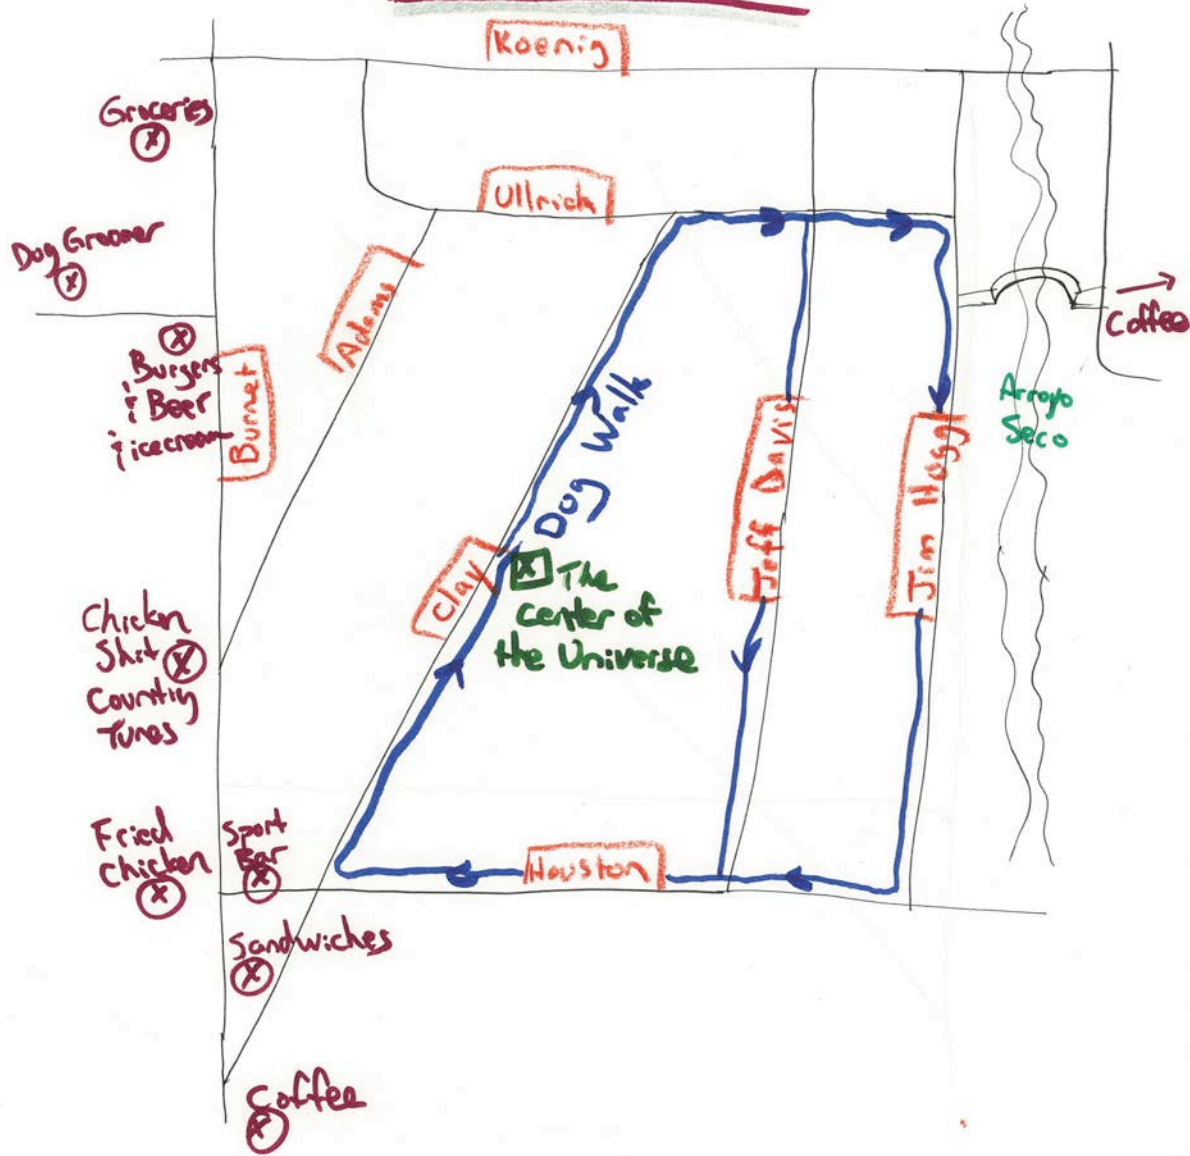 Koenig
Groceries
Ullrich
Dog Groomer
Adams
Coffee
Burgers
& Beer
& icecream
Burnet
Arroyo
Seco
Dog Walk
Jeff Davis
Jim Hogg
Clay
The
center of
the Universe
Chicken
Shit
Country
Tunes
Fried
Chicken
Sport
Bar
Houston
Sandwiches
Coffee